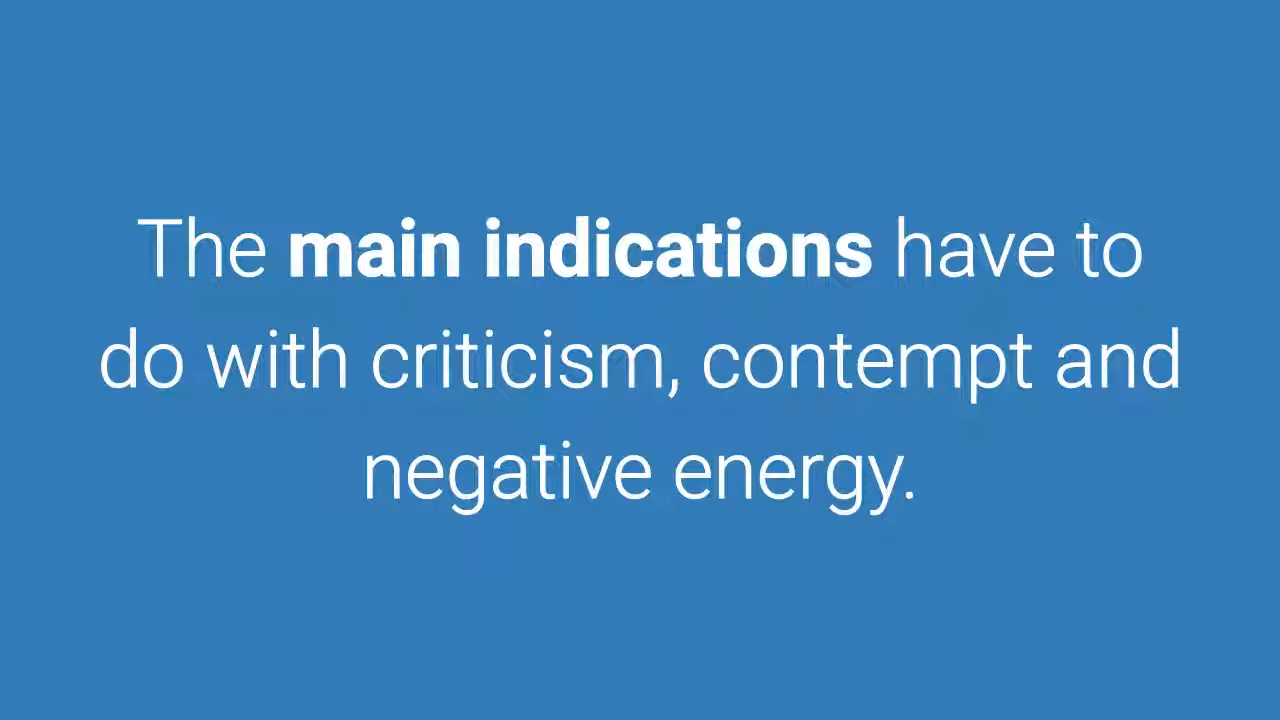 The main indications have to
do with criticism, contempt and
negative energy.